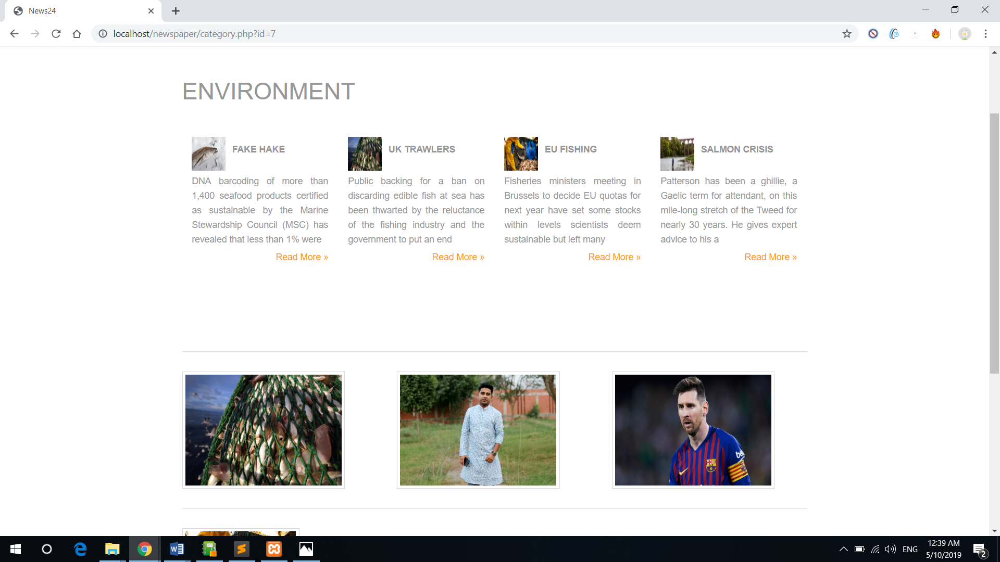 News24
localhost/newspaper/category.php?id=7
ENVIRONMENT
FAKE HAKE
DNA barcoding of more than
1,400 seafood products certified
as sustainable by the Marine
Stewardship Council (MSC) has
revealed that less than 1% were
Read More »
UK TRAWLERS
Public backing for a ban on
discarding edible fish at sea has
been thwarted by the reluctance
of the fishing industry and the
government to put an end
Read More »
EU FISHING
Fisheries ministers meeting in
Brussels to decide EU quotas for
next year have set some stocks
within levels scientists deem
sustainable but left many
Read More »
SALMON CRISIS
Patterson has been a ghillie, a
Gaelic term for attendant, on this
mile-long stretch of the Tweed for
nearly 30 years. He gives expert
advice to his a
Read More »
ENG
12:39 AM
5/10/2019
2